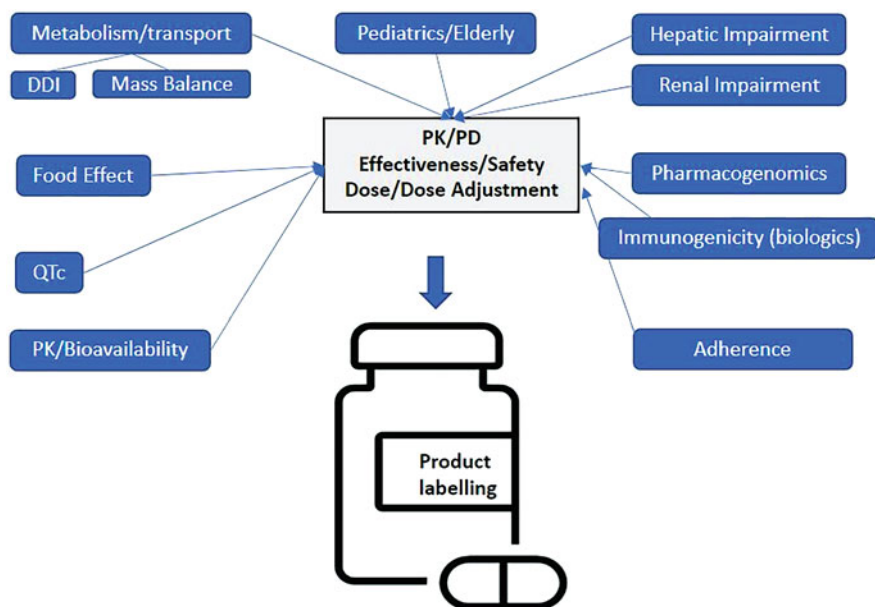 Metabolism/transport
Pediatrics/Elderly
Hepatic Impairment
DDI
Mass Balance
Renal Impairment
PK/PD
Effectiveness/Safety
Dose/Dose Adjustment
Food Effect
Pharmacogenomics
Immunogenicity (biologics)
QTc
PK/Bioavailability
Adherence
Product
labelling